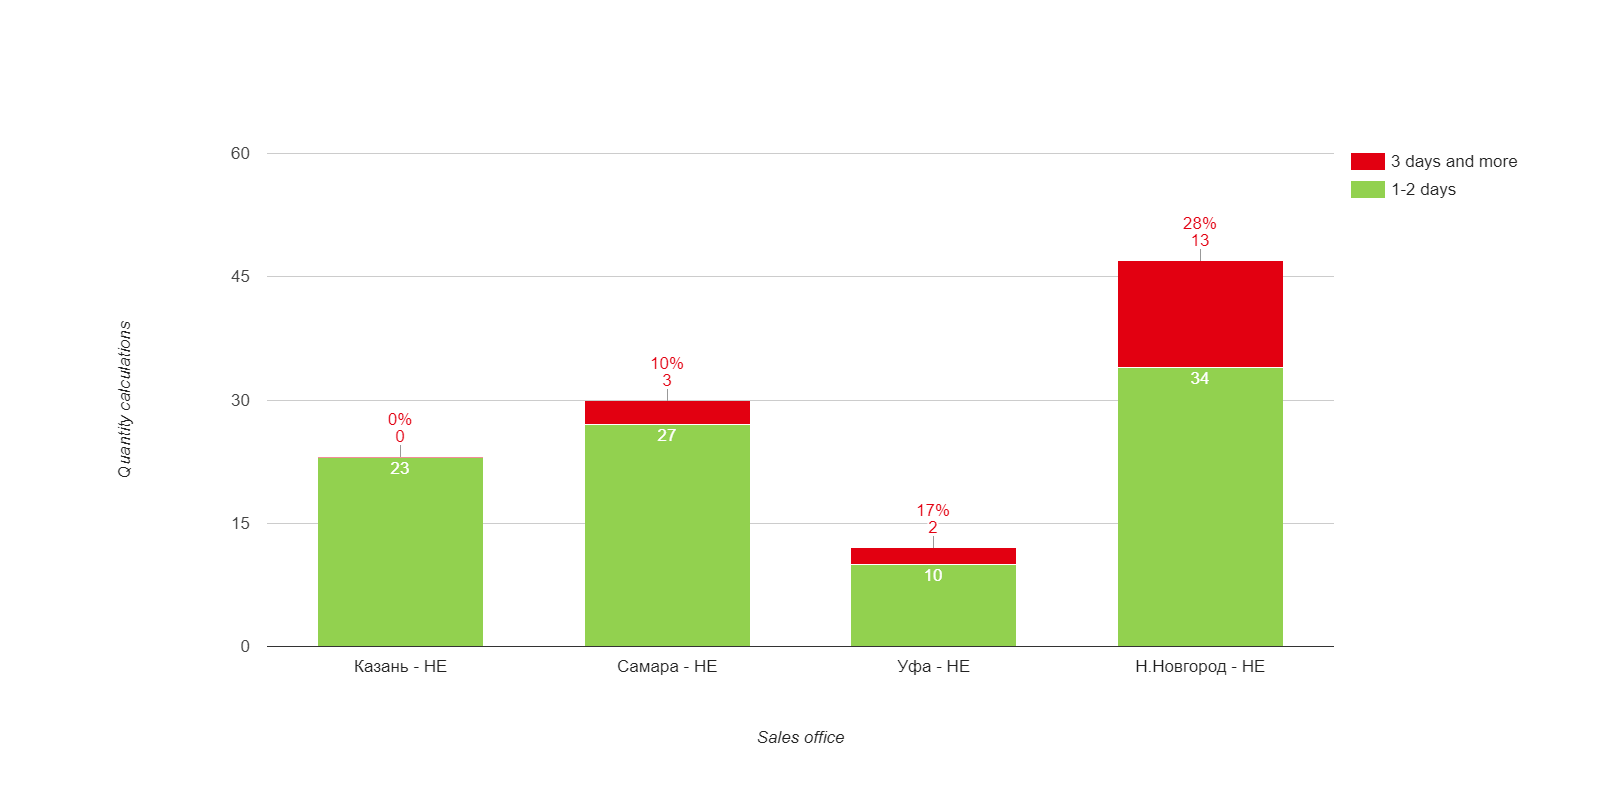 60
45
30
15
0
Quantity calculations
0%
0
23
10%
3
27
17%
2
10
28%
13
34
Казань - НЕ
Самара - НЕ
Уфа - НЕ
Н.Новгород - НЕ
Sales office
3 days and more
1-2 days